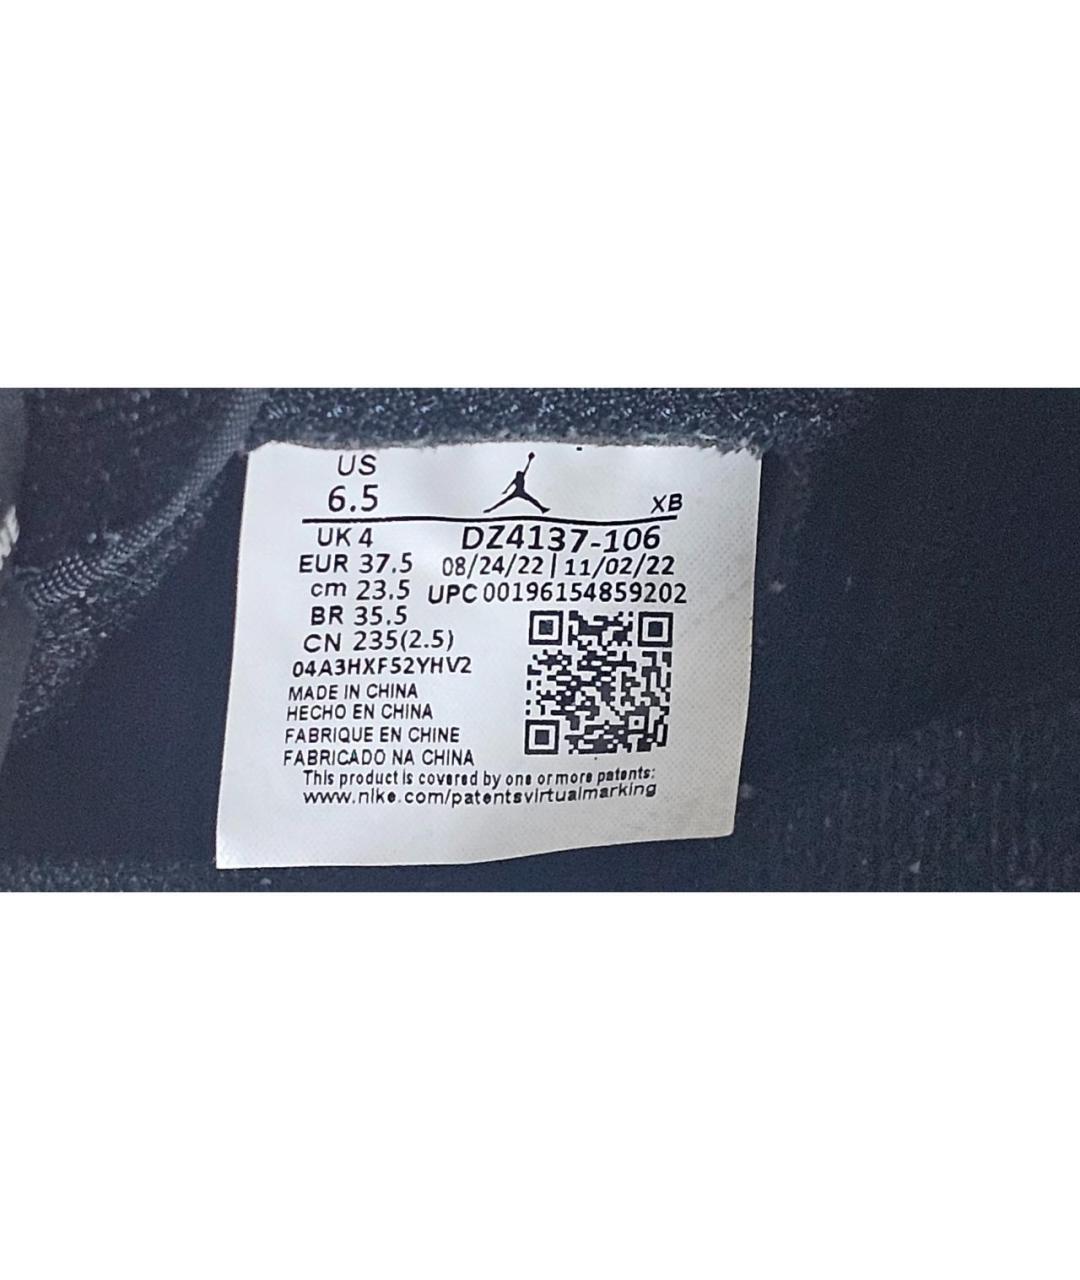 US
6.5
XB
UK 4
DZ4137-106
EUR 37.5
08/24/22 | 11/02/22
cm 23.5
UPC 00196154859202
BR 35.5
CN 235(2.5)
04A3HXF52YHV2
MADE IN CHINA
HECHO EN CHINA
FABRIQUE EN CHINE
FABRICADO NA CHINA
This product is covered by one or more patents:
www.nike.com/patentsvirtualmarking